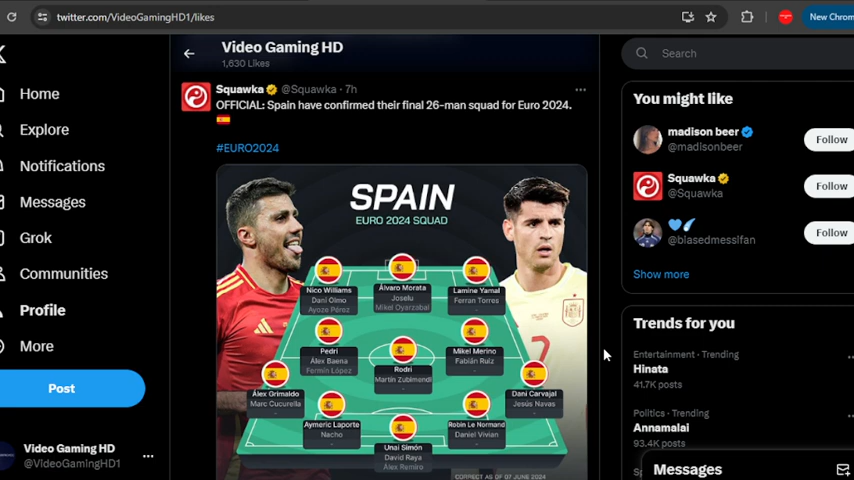 twitter.com/VideoGamingHD1/likes
New Chrom
Video Gaming HD
1,630 Likes
Search
Home
Explore
Notifications
Messages
Grok
Communities
Profile
More
Post
Video Gaming HD
@VideoGamingHD1
Squawka @Squawka · 7h
OFFICIAL: Spain have confirmed their final 26-man squad for Euro 2024.
#EURO2024
SPAIN
EURO 2024 SQUAD
Nico Williams
Dani Olmo
Ayoze Pérez
Álvaro Morata
Joselu
Mikel Oyarzabal
Lamine Yamal
Ferran Torres
-
Pedri
Álex Baena
Fermín López
Rodri
Martín Zubimendi
-
Mikel Merino
Fabián Ruiz
-
Álex Grimaldo
Marc Cucurella
-
Dani Carvajal
Jesús Navas
-
Aymeric Laporte
Nacho
-
Unai Simón
David Raya
Álex Remiro
Robin Le Normand
Daniel Vivian
-
CORRECT AS OF 07 JUNE 2024
You might like
madison beer
@madisonbeer
Follow
Squawka
@Squawka
Follow
@blasedmesslfan
Follow
Show more
Trends for you
Entertainment · Trending
Hinata
41.7K posts
Politics · Trending
Annamalai
93.4K posts
Messages